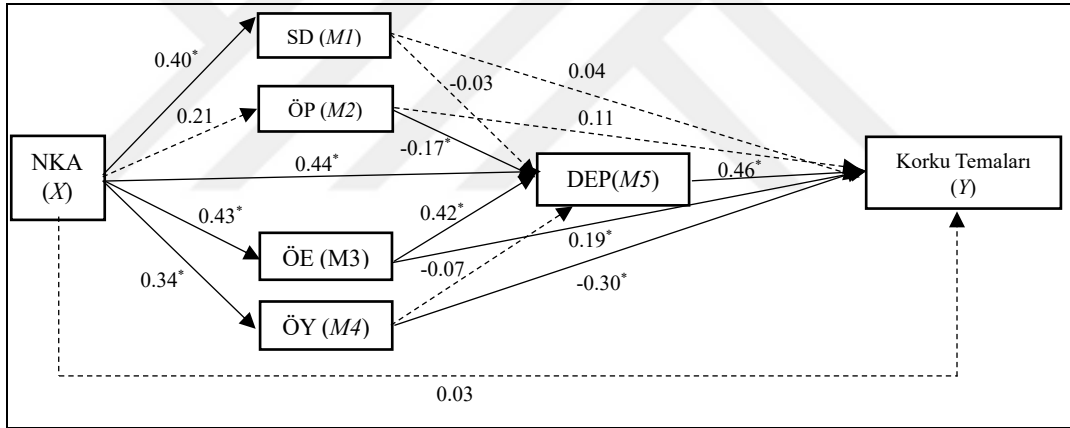 SD (M1)
0.40*
0.04
-0.03
ÖP (M2)
0.21
0.11
-0.17*
NKA
(X)
0.44*
DEP(M5)
0.46*
Korku Temaları
(Y)
0.43*
0.42*
ÖE (M3)
0.19*
-0.07
0.34*
-0.30*
ÖY (M4)
0.03